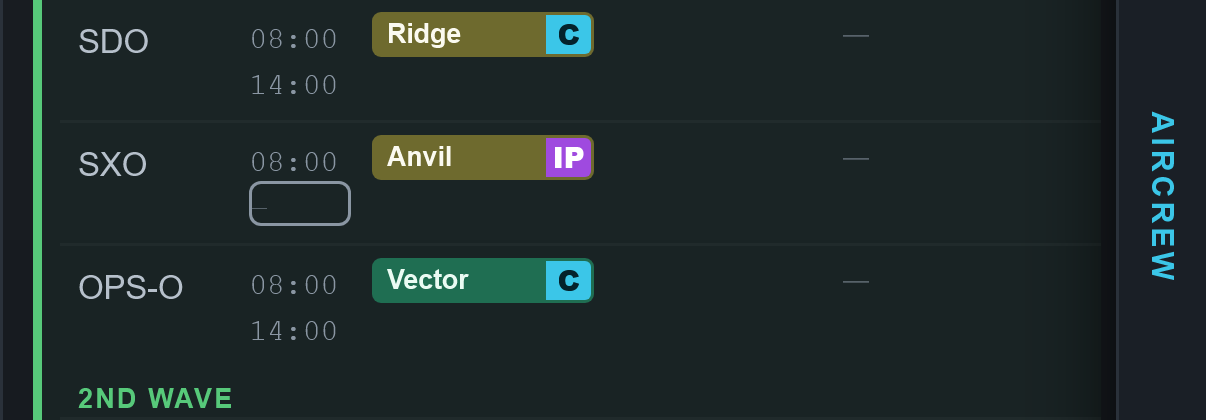 SDO 08:00 Ridge C —
14:00
SXO 08:00 Anvil IP —
—
OPS-O 08:00 Vector C —
14:00
2ND WAVE
AIRCREW